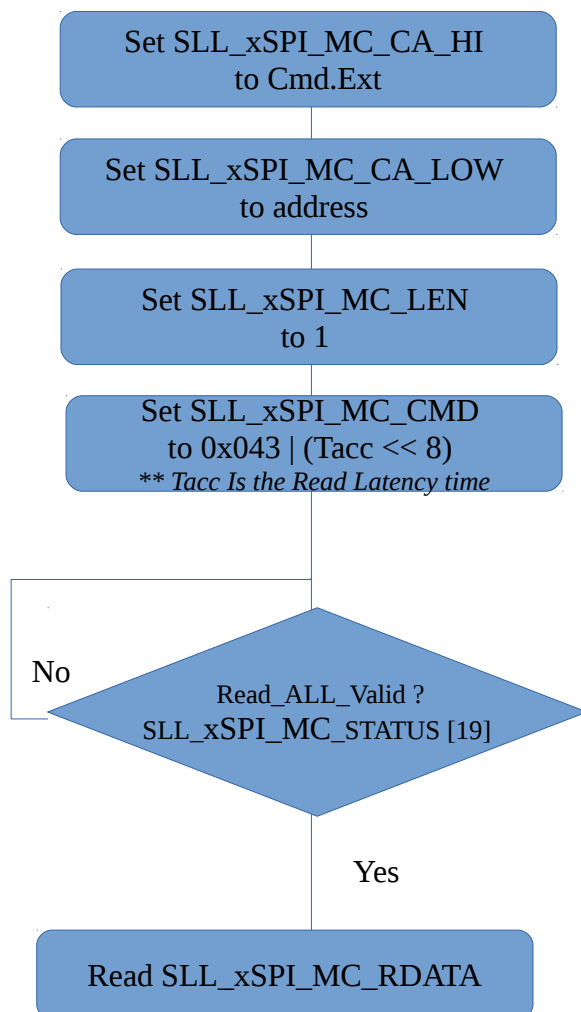 Set SLL_xSPI_MC_CA_HI
to Cmd.Ext
Set SLL_xSPI_MC_CA_LOW
to address
Set SLL_xSPI_MC_LEN
to 1
Set SLL_xSPI_MC_CMD
to 0x043 | (Tacc << 8)
** Tacc Is the Read Latency time
No
Read_ALL_Valid ?
SLL_xSPI_MC_STATUS [19]
Yes
Read SLL_xSPI_MC_RDATA